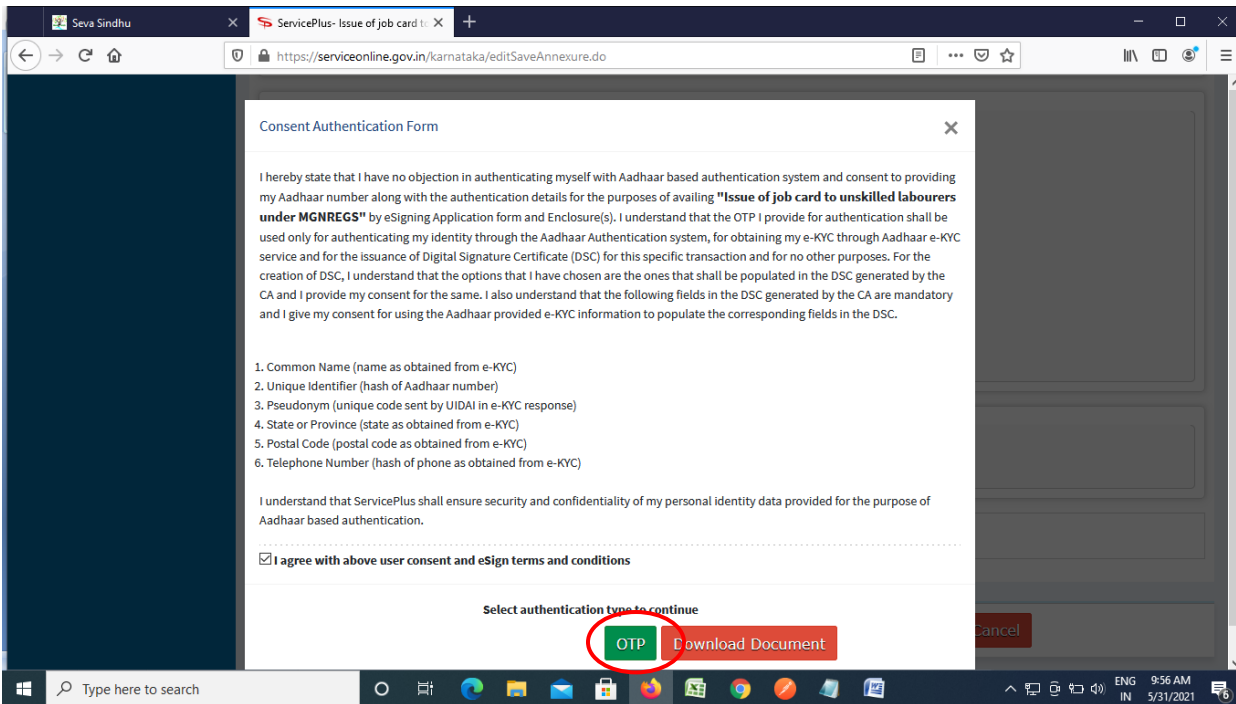 Seva Sindhu
ServicePlus- Issue of job card to
https://serviceonline.gov.in/karnataka/editSaveAnnexure.do
Consent Authentication Form
I hereby state that I have no objection in authenticating myself with Aadhaar based authentication system and consent to providing
my Aadhaar number along with the authentication details for the purposes of availing "Issue of job card to unskilled labourers
under MGNREGS" by eSigning Application form and Enclosure(s). I understand that the OTP I provide for authentication shall be
used only for authenticating my identity through the Aadhaar Authentication system, for obtaining my e-KYC through Aadhaar e-KYC
service and for the issuance of Digital Signature Certificate (DSC) for this specific transaction and for no other purposes. For the
creation of DSC, I understand that the options that I have chosen are the ones that shall be populated in the DSC generated by the
CA and I provide my consent for the same. I also understand that the following fields in the DSC generated by the CA are mandatory
and I give my consent for using the Aadhaar provided e-KYC information to populate the corresponding fields in the DSC.
1. Common Name (name as obtained from e-KYC)
2. Unique Identifier (hash of Aadhaar number)
3. Pseudonym (unique code sent by UIDAI in e-KYC response)
4. State or Province (state as obtained from e-KYC)
5. Postal Code (postal code as obtained from e-KYC)
6. Telephone Number (hash of phone as obtained from e-KYC)
I understand that ServicePlus shall ensure security and confidentiality of my personal identity data provided for the purpose of
Aadhaar based authentication.
I agree with above user consent and eSign terms and conditions
Select authentication type to continue
OTP Download Document
Cancel
Type here to search
ENG 9:56 AM
IN 5/31/2021
6